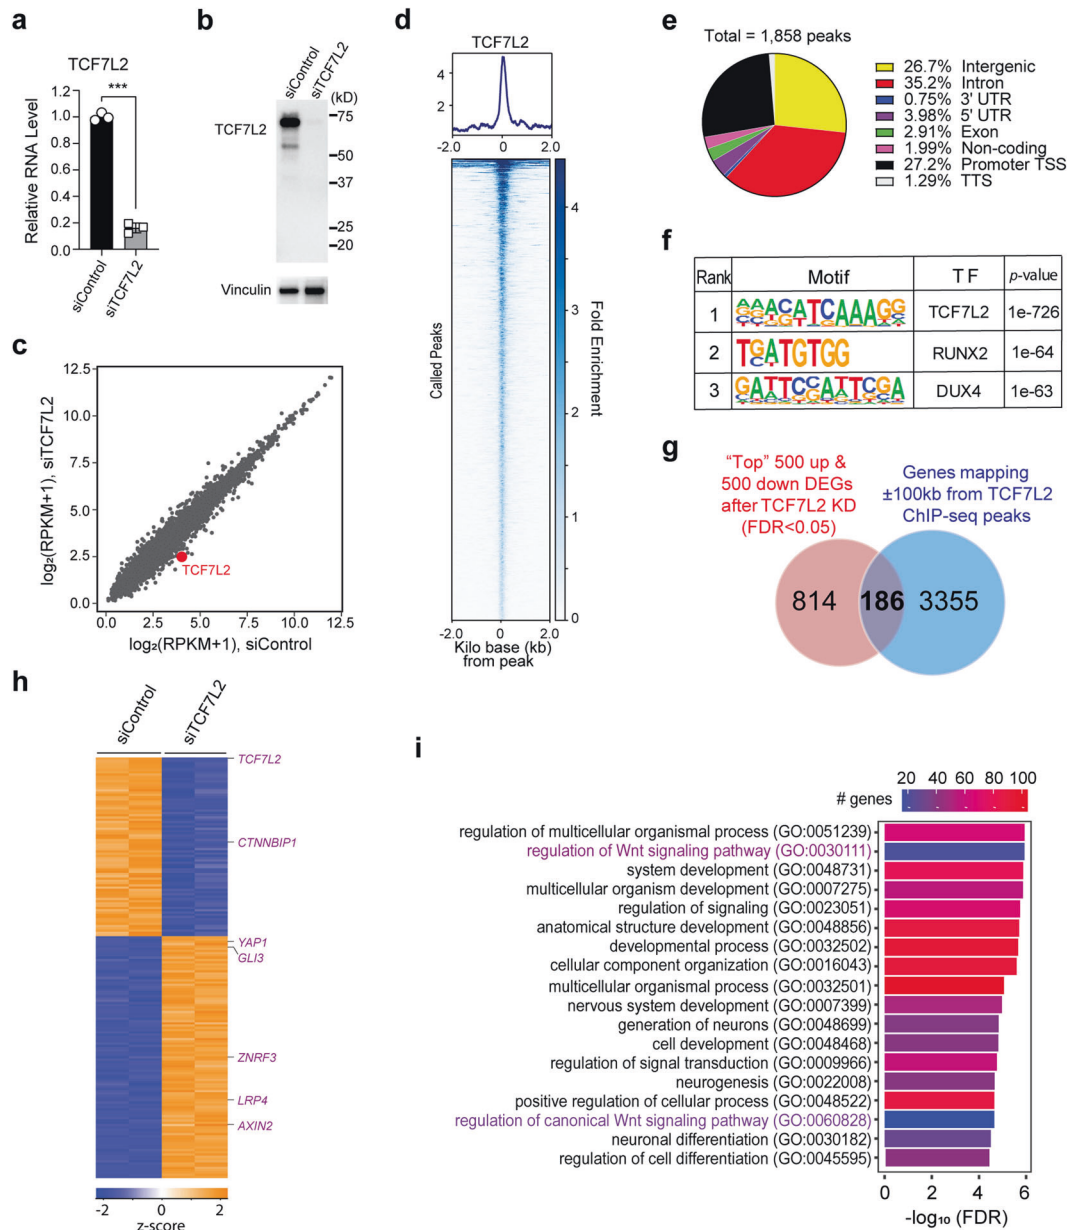 a
TCF7L2
***
Relative RNA Level
1.2
1.0
0.8
0.6
0.4
0.2
0.0
siControl
siTCF7L2
b
siControl
siTCF7L2
(kD)
TCF7L2
75
50
37
25
20
Vinculin
c
log₂(RPKM+1), siTCF7L2
12.5
10.0
7.5
5.0
2.5
0.0
TCF7L2
0.0 2.5 5.0 7.5 10.0 12.5
log₂(RPKM+1), siControl
d
TCF7L2
4
2
-2.0 0 2.0
Called Peaks
4
3
2
1
0
Fold Enrichment
-2.0 0 2.0
Kilo base (kb)
from peak
e
Total = 1,858 peaks
26.7% Intergenic
35.2% Intron
0.75% 3' UTR
3.98% 5' UTR
2.91% Exon
1.99% Non-coding
27.2% Promoter TSS
1.29% TTS
f
Rank Motif TF p-value
1 ACATCAAAGG TCF7L2 1e-726
2 TGATGTGG RUNX2 1e-64
3 GATTCGATTCGA DUX4 1e-63
g
“Top” 500 up &
500 down DEGs
after TCF7L2 KD
(FDR<0.05)
Genes mapping
±100kb from TCF7L2
ChIP-seq peaks
814 186 3355
h
siControl
siTCF7L2
TCF7L2
CTNNBIP1
YAP1
GLI3
ZNRF3
LRP4
AXIN2
-2 0 2
z-score
i
# genes
20 40 60 80 100
regulation of multicellular organismal process (GO:0051239)
regulation of Wnt signaling pathway (GO:0030111)
system development (GO:0048731)
multicellular organism development (GO:0007275)
regulation of signaling (GO:0023051)
anatomical structure development (GO:0048856)
developmental process (GO:0032502)
cellular component organization (GO:0016043)
multicellular organismal process (GO:0032501)
nervous system development (GO:0007399)
generation of neurons (GO:0048699)
cell development (GO:0048468)
regulation of signal transduction (GO:0009966)
neurogenesis (GO:0022008)
positive regulation of cellular process (GO:0048522)
regulation of canonical Wnt signaling pathway (GO:0060828)
neuronal differentiation (GO:0030182)
regulation of cell differentiation (GO:0045595)
0 2 4 6
-log₁₀ (FDR)